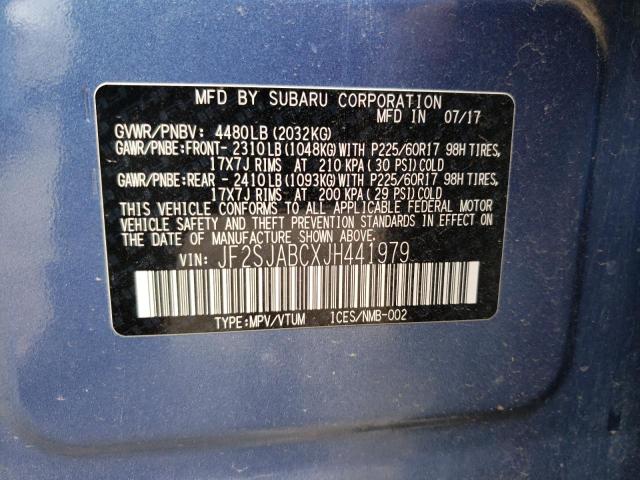 MFD BY SUBARU CORPORATION
MFD IN 07/17
GVWR/PNBV: 4480LB(2032KG)
GAWR/PNBE:FRONT- 2310LB(1048KG)WITH P225/60R17 98H TIRES,
17X7J RIMS AT 210 KPA(30 PSI)COLD
GAWR/PNBE:REAR - 2410LB(1093KG)WITH P225/60R17 98H TIRES,
17X7J RIMS AT 200 KPA(29 PSI)COLD
THIS VEHICLE CONFORMS TO ALL APPLICABLE FEDERAL MOTOR
VEHICLE SAFETY AND THEFT PREVENTION STANDARDS IN EFFECT ON
THE DATE OF MANUFACTURE SHOWN ABOVE.
VIN: JF2SJABCXJH441979
TYPE:MPV/VTUM ICES/NMB-002